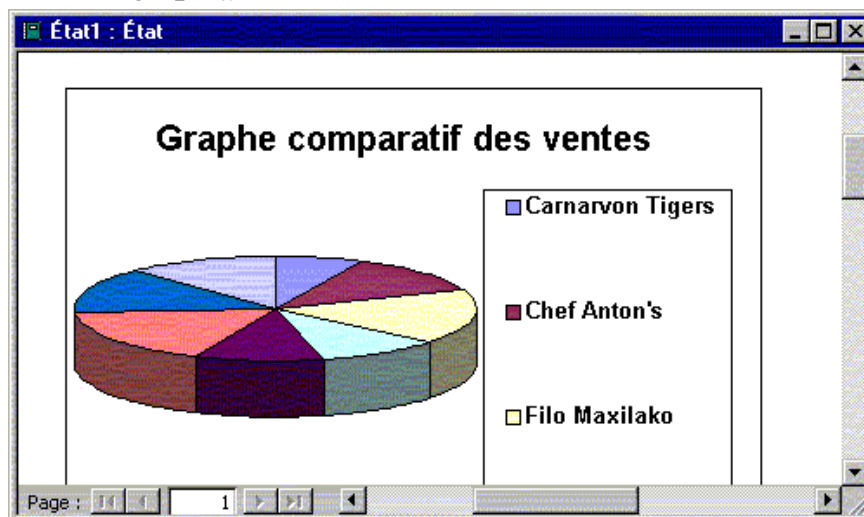 État1 : État
Graphe comparatif des ventes
Carnarvon Tigers
Chef Anton's
Filo Maxilako
Page : 1